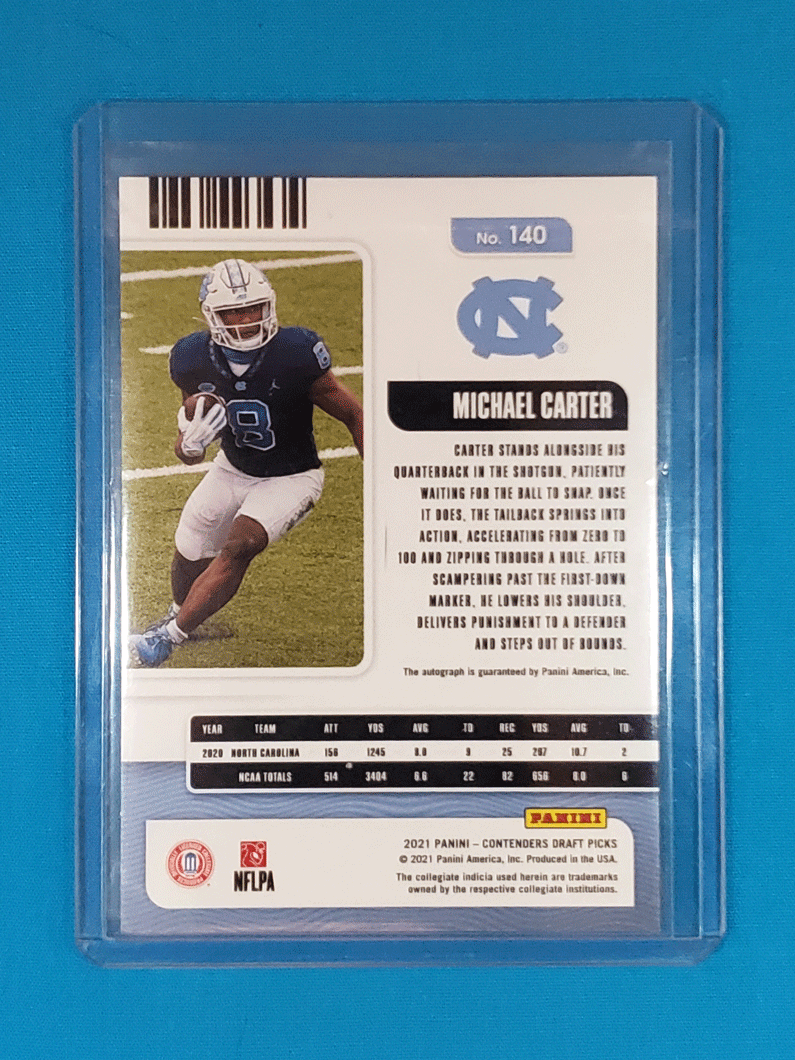 No. 140
NC
MICHAEL CARTER
8
8
CARTER STANDS ALONGSIDE HIS
QUARTERBACK IN THE SHOTGUN, PATIENTLY
WAITING FOR THE BALL TO SNAP. ONCE
IT DOES, THE TAILBACK SPRINGS INTO
ACTION, ACCELERATING FROM ZERO TO
100 AND ZIPPING THROUGH A HOLE. AFTER
SCAMPERING PAST THE FIRST-DOWN
MARKER, HE LOWERS HIS SHOULDER,
DELIVERS PUNISHMENT TO A DEFENDER
AND STEPS OUT OF BOUNDS.
The autograph is guaranteed by Panini America, Inc.
YEAR TEAM ATT YDS AVG TD REC YDS AVG TD
2020 NORTH CAROLINA 156 1245 8.0 9 25 267 10.7 2
NCAA TOTALS 514 3404 6.6 22 82 656 8.0 6
PANINI
2021 PANINI – CONTENDERS DRAFT PICKS
© 2021 Panini America, Inc. Produced in the USA.
The collegiate indicia used herein are trademarks
owned by the respective collegiate institutions.
NFLPA